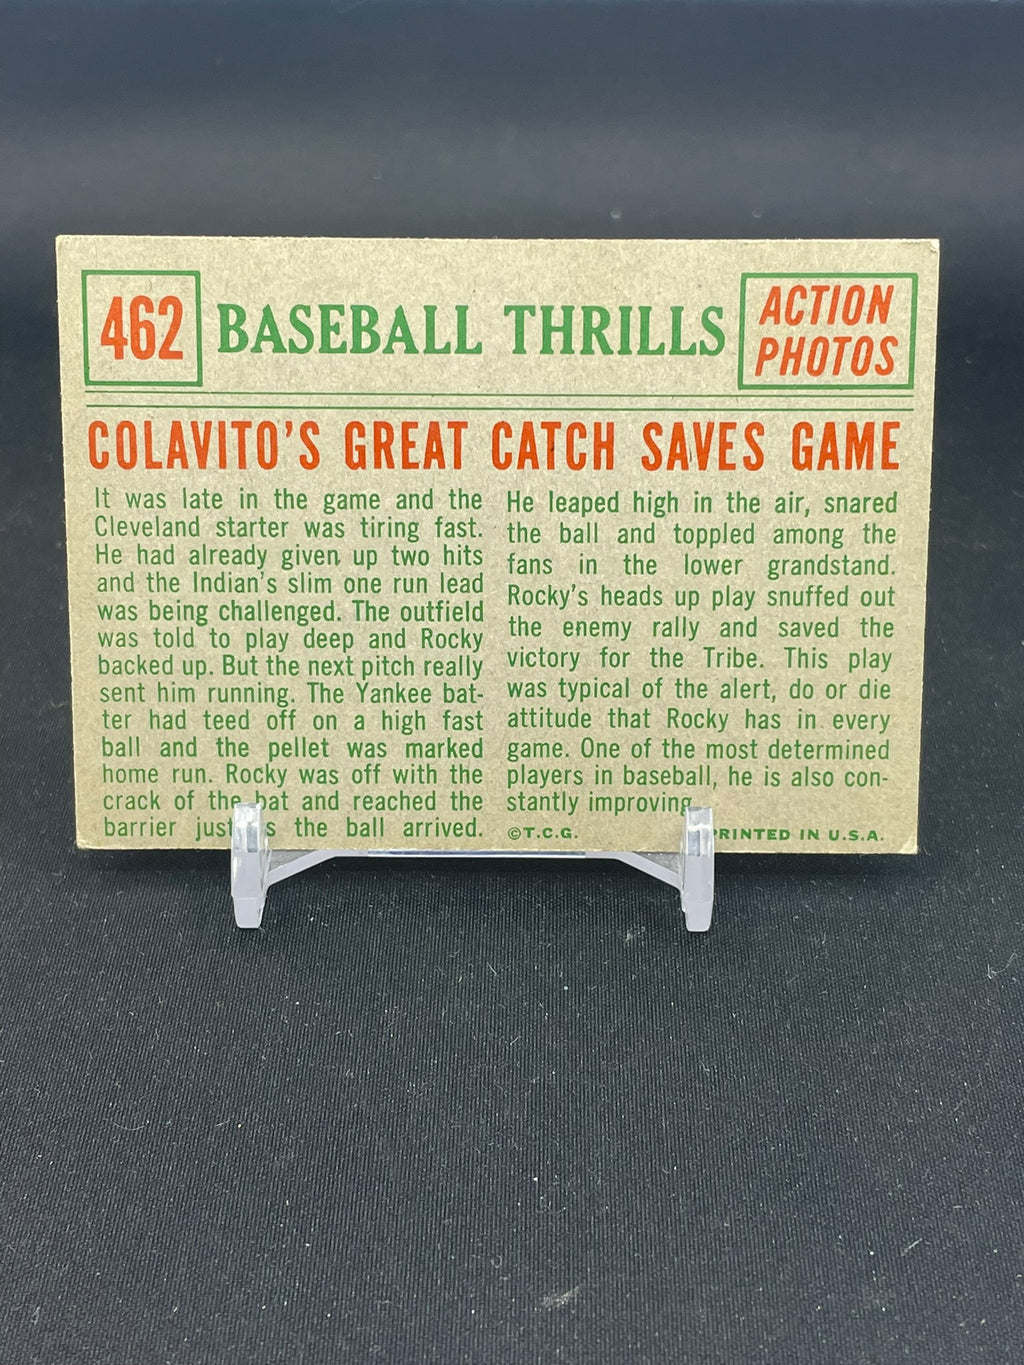 462
BASEBALL THRILLS
ACTION
PHOTOS
COLAVITO'S GREAT CATCH SAVES GAME
It was late in the game and the
Cleveland starter was tiring fast.
He had already given up two hits
and the Indian's slim one run lead
was being challenged. The outfield
was told to play deep and Rocky
backed up. But the next pitch really
sent him running. The Yankee bat-
ter had teed off on a high fast
ball and the pellet was marked
home run. Rocky was off with the
crack of the bat and reached the
barrier just as the ball arrived.
He leaped high in the air, snared
the ball and toppled among the
fans in the lower grandstand.
Rocky's heads up play snuffed out
the enemy rally and saved the
victory for the Tribe. This play
was typical of the alert, do or die
attitude that Rocky has in every
game. One of the most determined
players in baseball, he is also con-
stantly improving.
©T.C.G.
PRINTED IN U.S.A.